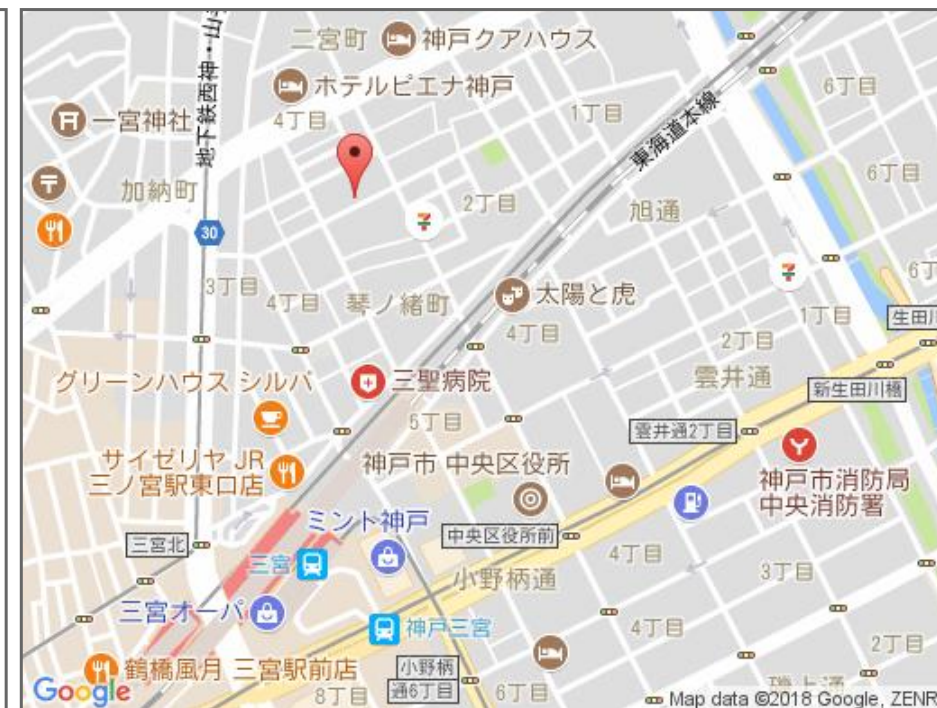 二宮町
神戸クアハウス
ホテルピエナ神戸
4丁目
1丁目
6丁目
一宮神社
地下鉄西神・山
東海道本線
加納町
2丁目
旭通
6丁目
30
3丁目
4丁目
琴ノ緒町
太陽と虎
6丁
4丁目
1丁目
生田川
2丁目
グリーンハウス シルバ
三聖病院
雲井通
新生田川橋
5丁目
雲井通2丁目
サイゼリヤ JR
三ノ宮駅東口店
神戸市 中央区役所
神戸市消防局
中央消防署
ミント神戸
三宮北
中央区役所前
三宮
4丁目
小野柄通
3丁目
三宮オーパ
神戸三宮
4丁目
2丁目
鶴橋風月 三宮駅前店
小野柄
通6丁目
8丁目
6丁目
磯上通
Google
Map data ©2018 Google, ZENR